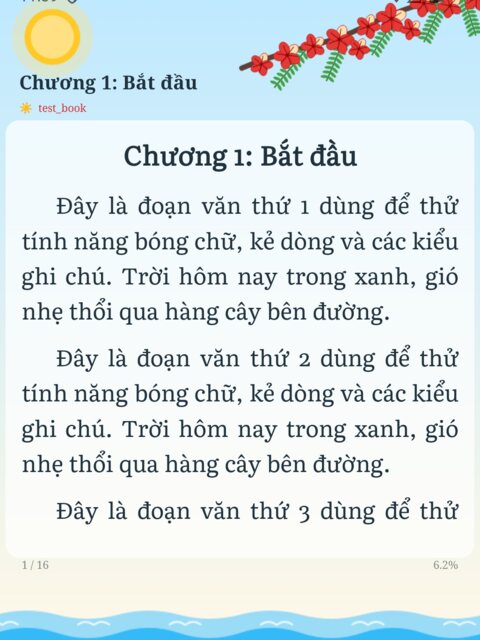 Chương 1: Bắt đầu
test_book
Chương 1: Bắt đầu
Đây là đoạn văn thứ 1 dùng để thử
tính năng bóng chữ, kẻ dòng và các kiểu
ghi chú. Trời hôm nay trong xanh, gió
nhẹ thổi qua hàng cây bên đường.
Đây là đoạn văn thứ 2 dùng để thử
tính năng bóng chữ, kẻ dòng và các kiểu
ghi chú. Trời hôm nay trong xanh, gió
nhẹ thổi qua hàng cây bên đường.
Đây là đoạn văn thứ 3 dùng để thử
1 / 16
6.2%